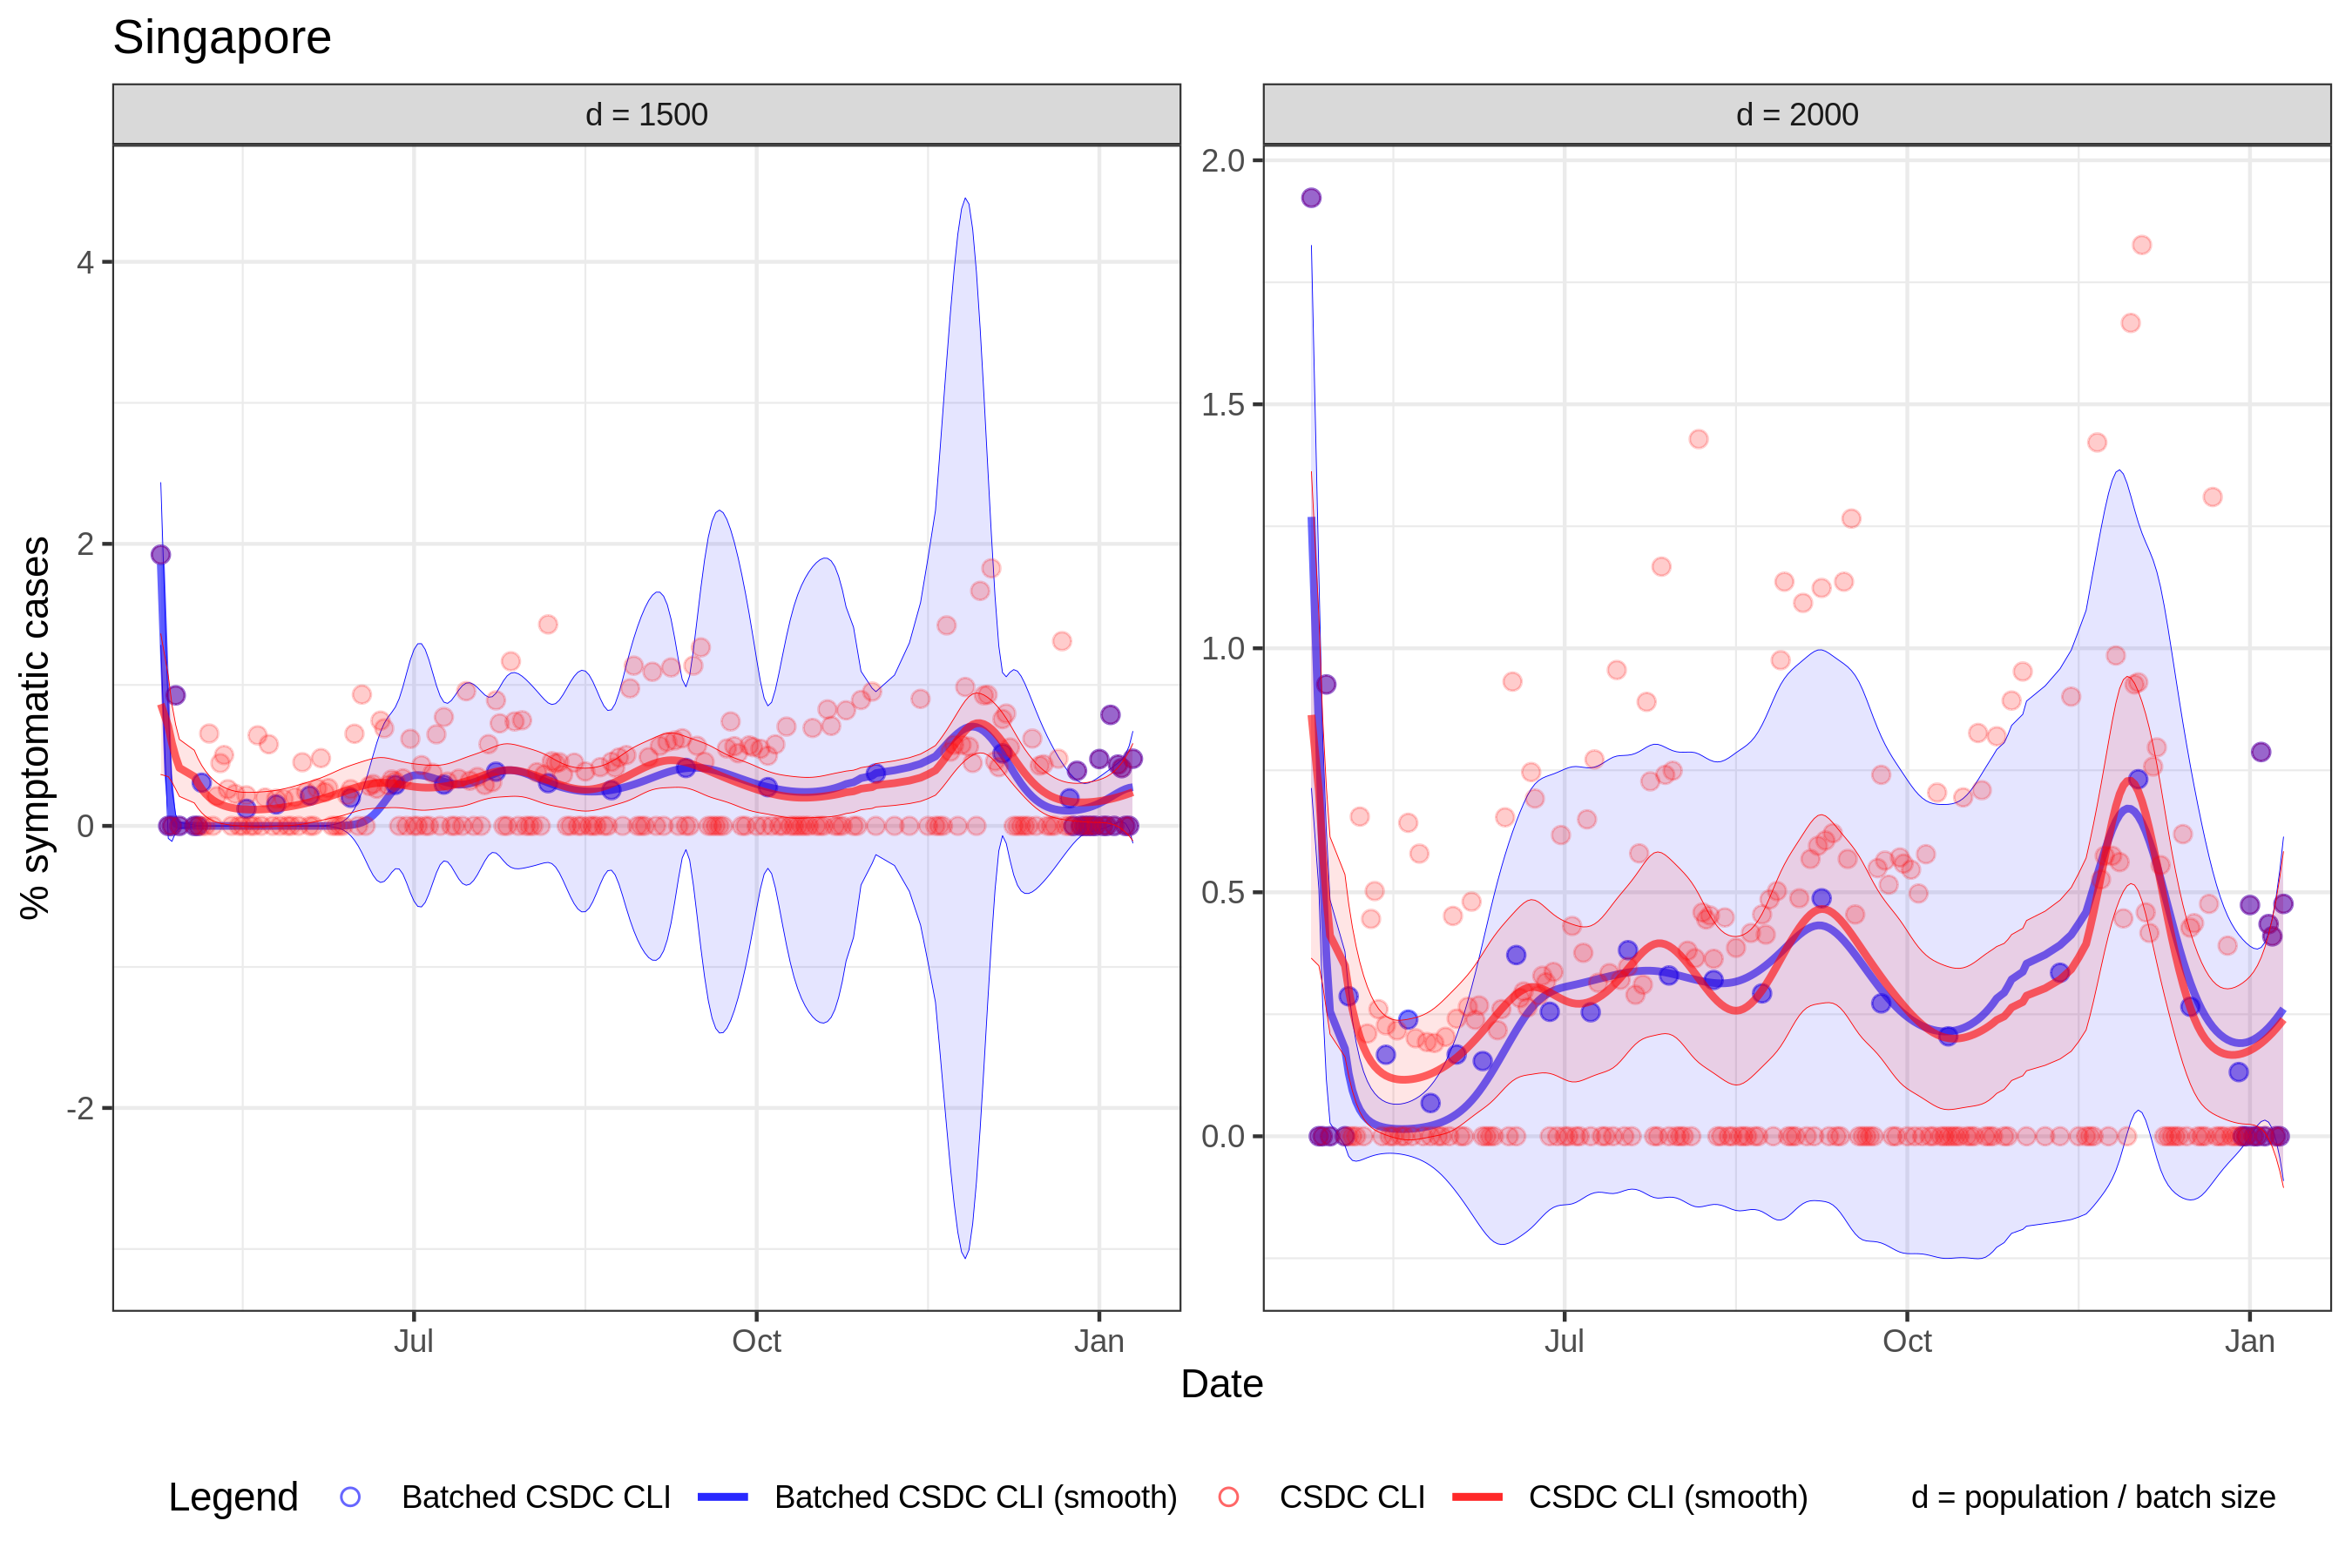 Singapore
d = 1500
d = 2000
% symptomatic cases
4
2
0
-2
2.0
1.5
1.0
0.5
0.0
Jul
Oct
Jan
Jul
Oct
Jan
Date
Legend
Batched CSDC CLI
Batched CSDC CLI (smooth)
CSDC CLI
CSDC CLI (smooth)
d = population / batch size